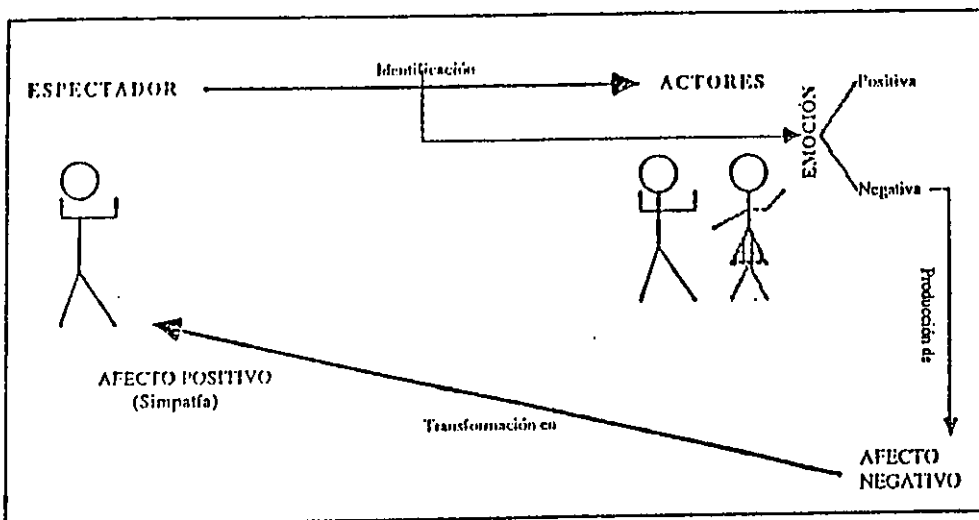 Identificación
ESPECTADOR
ACTORES
EMOCIÓN
Positiva
Negativa
Producción de
AFECTO POSITIVO
(Simpatía)
Transformación en
AFECTO
NEGATIVO